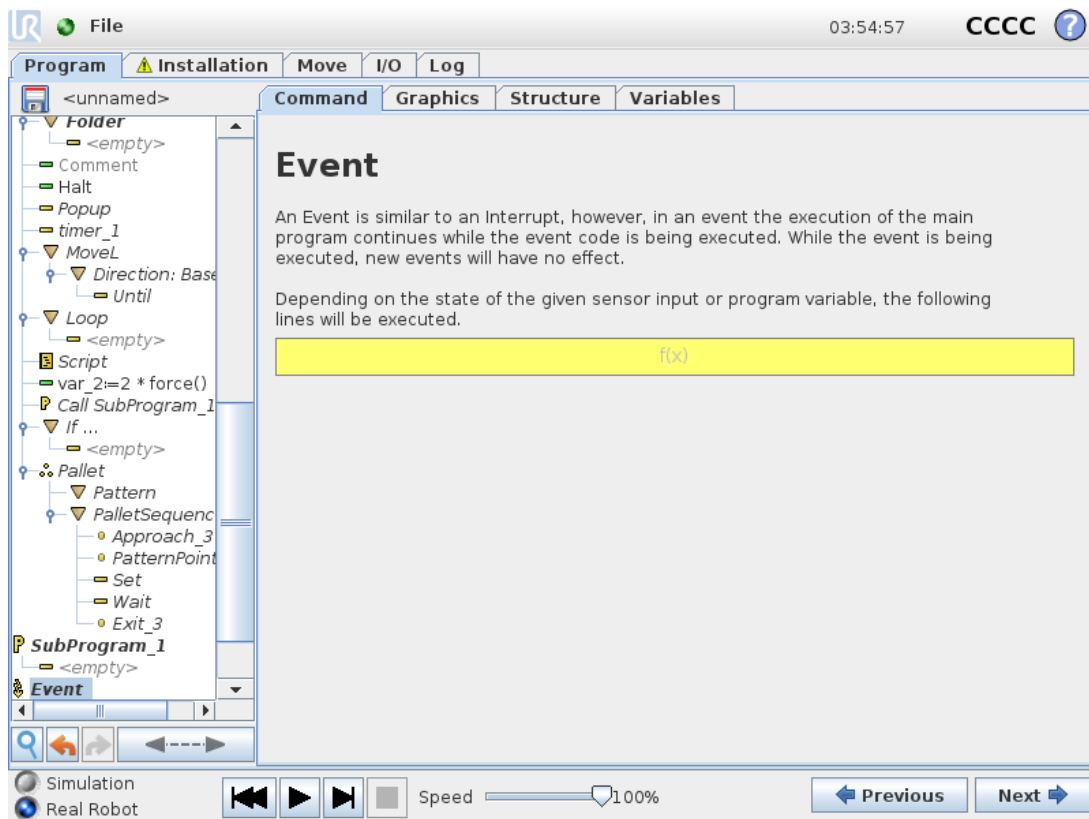 UR File 03:54:57 CCCC ?
Program Installation Move I/O Log
<unnamed> Command Graphics Structure Variables
Folder
<empty>
Comment
Halt
Popup
timer_1
MoveL
Direction: Base
Until
Loop
<empty>
Script
var_2:=2 * force()
Call SubProgram_1
If ...
<empty>
Pallet
Pattern
PalletSequenc
Approach_3
PatternPoint
Set
Wait
Exit_3
SubProgram_1
<empty>
Event
Event
An Event is similar to an Interrupt, however, in an event the execution of the main
program continues while the event code is being executed. While the event is being
executed, new events will have no effect.
Depending on the state of the given sensor input or program variable, the following
lines will be executed.
f(x)
Simulation
Real Robot
Speed 100%
Previous Next